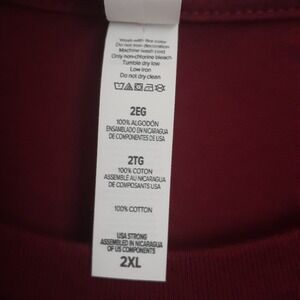 Wash with like color
Do not iron decoration
Machine wash cold
Only non-chlorine bleach
Tumble dry low
Low iron
Do not dry clean
2EG
100% ALGODÓN
ENSAMBLADO EN NICARAGUA
DE COMPONENTES DE USA
2TG
100% COTON
ASSEMBLÉ AU NICARAGUA
DE COMPOSANTS USA
100% COTTON
USA STRONG
ASSEMBLED IN NICARAGUA
OF US COMPONENTS
2XL